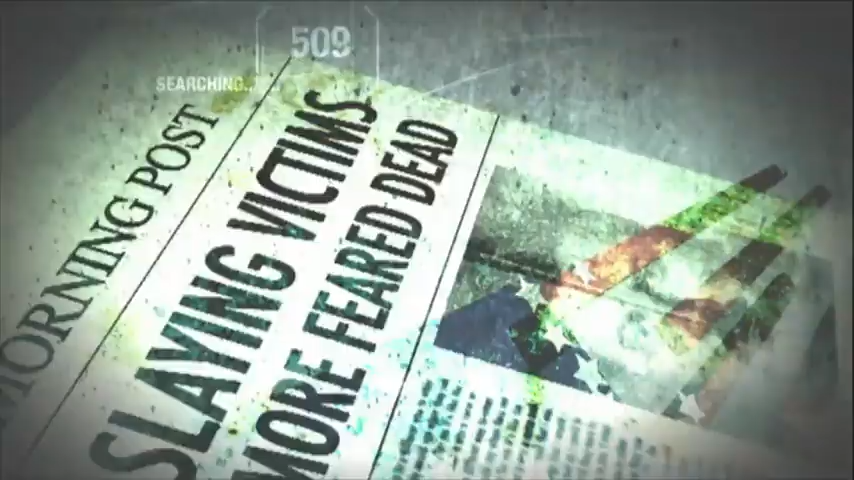 509
SEARCHING..
MORNING POST
SLAYING VICTIMS
MORE FEARED DEAD